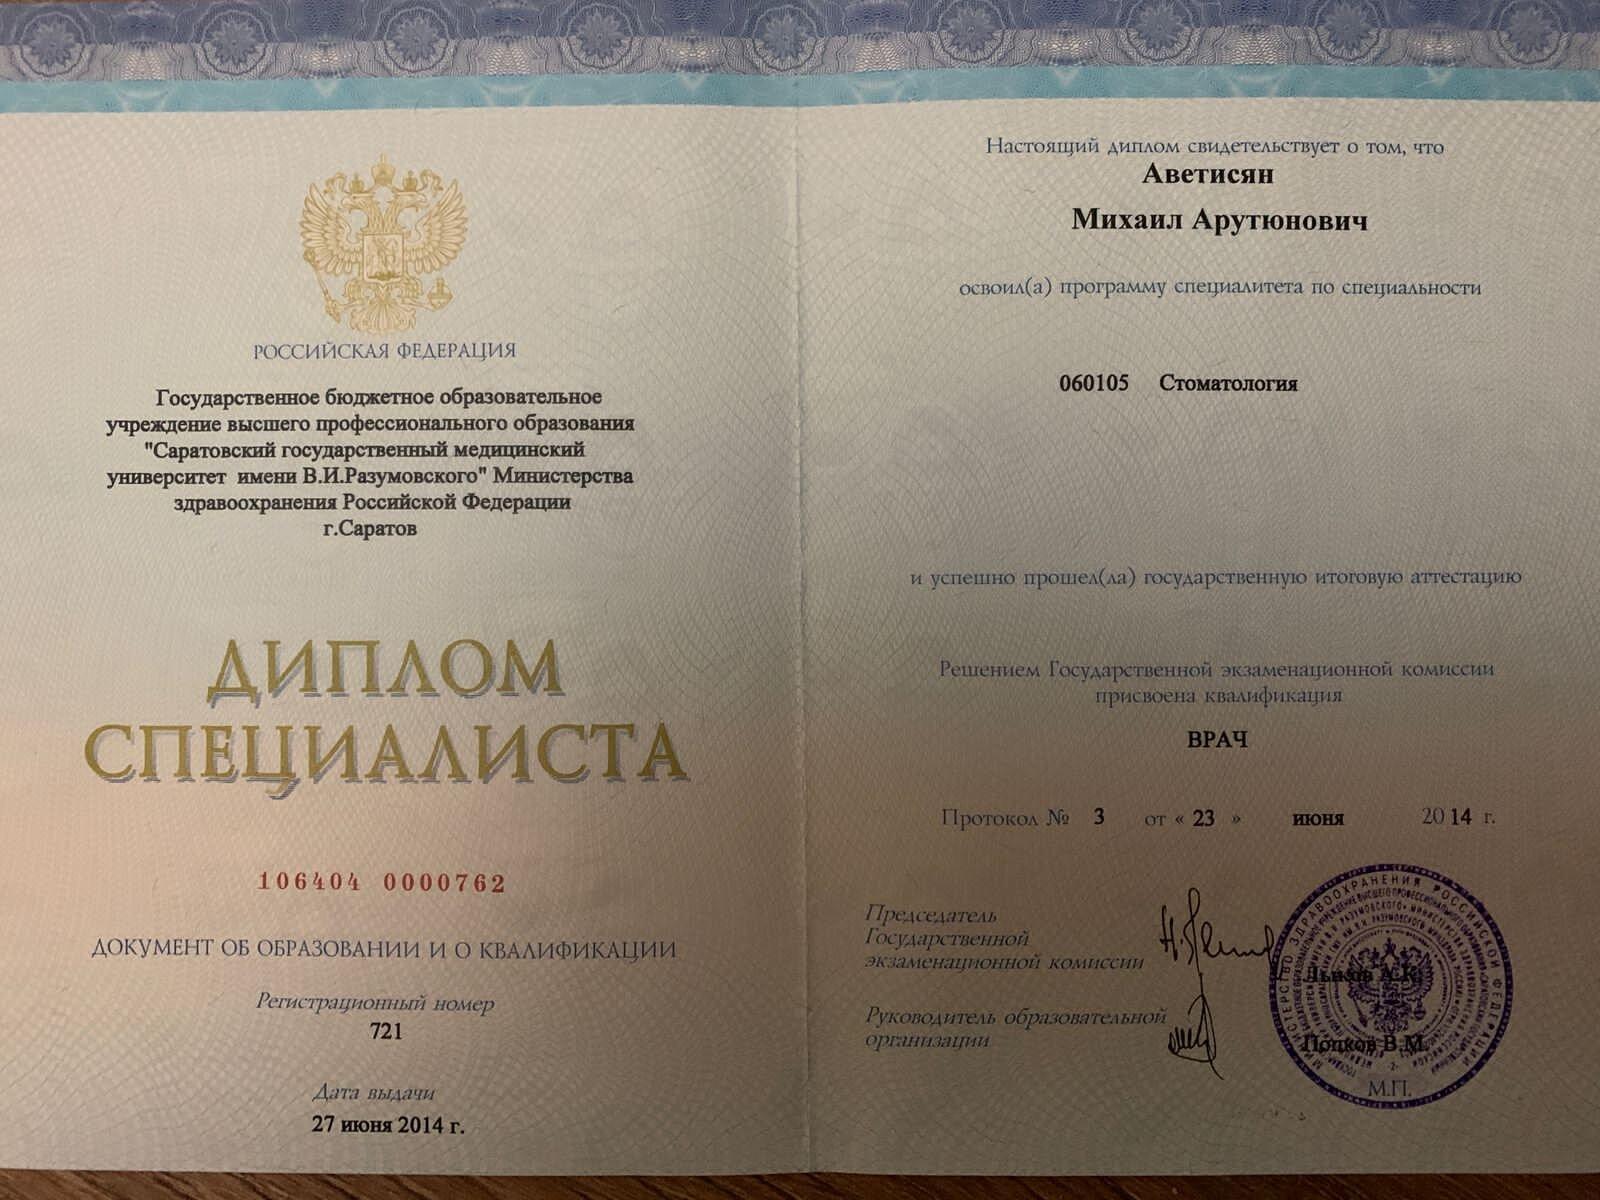 РОССИЙСКАЯ ФЕДЕРАЦИЯ
Государственное бюджетное образовательное
учреждение высшего профессионального образования
"Саратовский государственный медицинский
университет имени В.И.Разумовского" Министерства
здравоохранения Российской Федерации
г.Саратов
ДИПЛОМ
СПЕЦИАЛИСТА
106404 0000762
ДОКУМЕНТ ОБ ОБРАЗОВАНИИ И О КВАЛИФИКАЦИИ
Регистрационный номер
721
Дата выдачи
27 июня 2014 г.
Настоящий диплом свидетельствует о том, что
Аветисян
Михаил Арутюнович
освоил(а) программу специалитета по специальности
060105 Стоматология
и успешно прошел(ла) государственную итоговую аттестацию
Решением Государственной экзаменационной комиссии
присвоена квалификация
ВРАЧ
Протокол № 3 от « 23 » июня 2014 г.
Председатель
Государственной
экзаменационной комиссии
Руководитель образовательной
организации
Попков В.М.
М.П.
МИНИСТЕРСТВО ЗДРАВООХРАНЕНИЯ РОССИЙСКОЙ ФЕДЕРАЦИИ